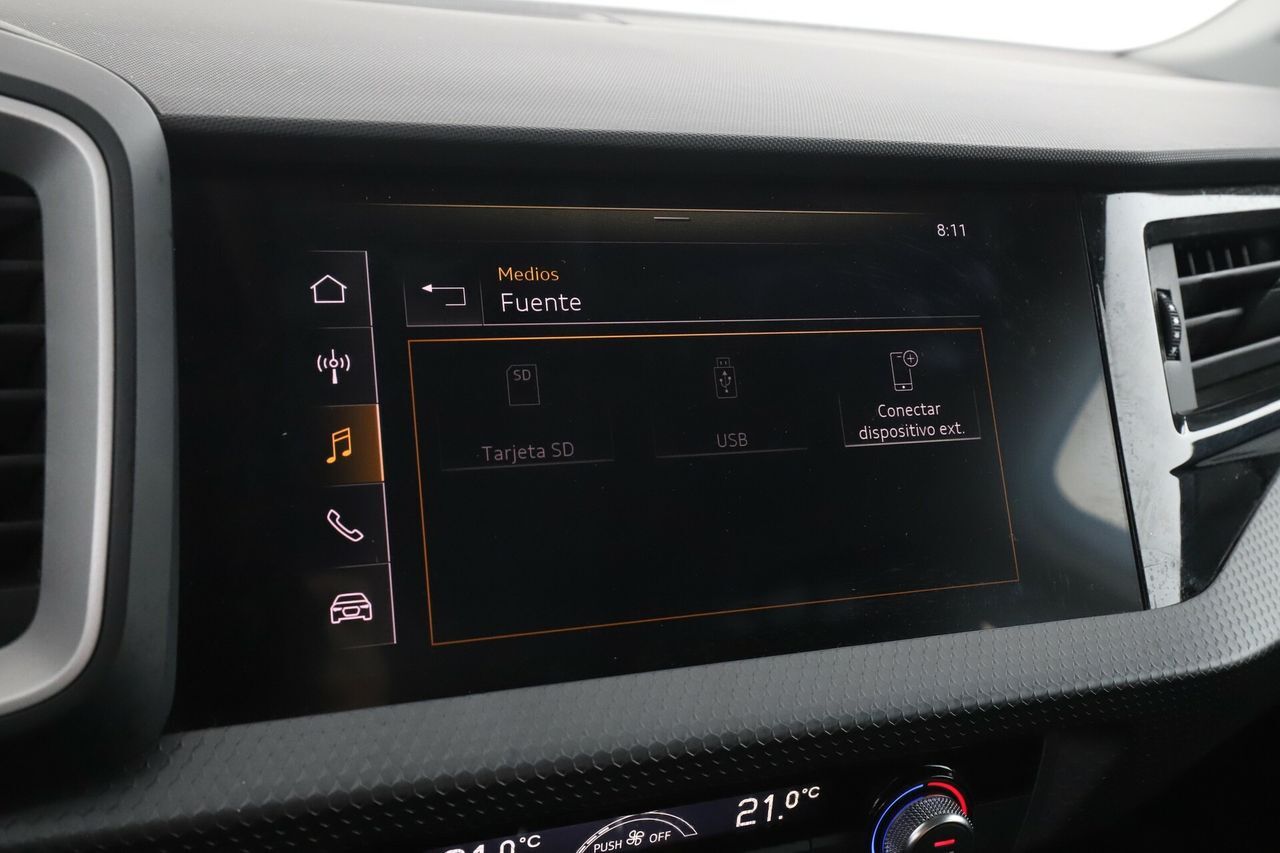 8:11
Medios
Fuente
SD
Tarjeta SD
USB
Conectar
dispositivo ext.
21.0°C
PUSH OFF